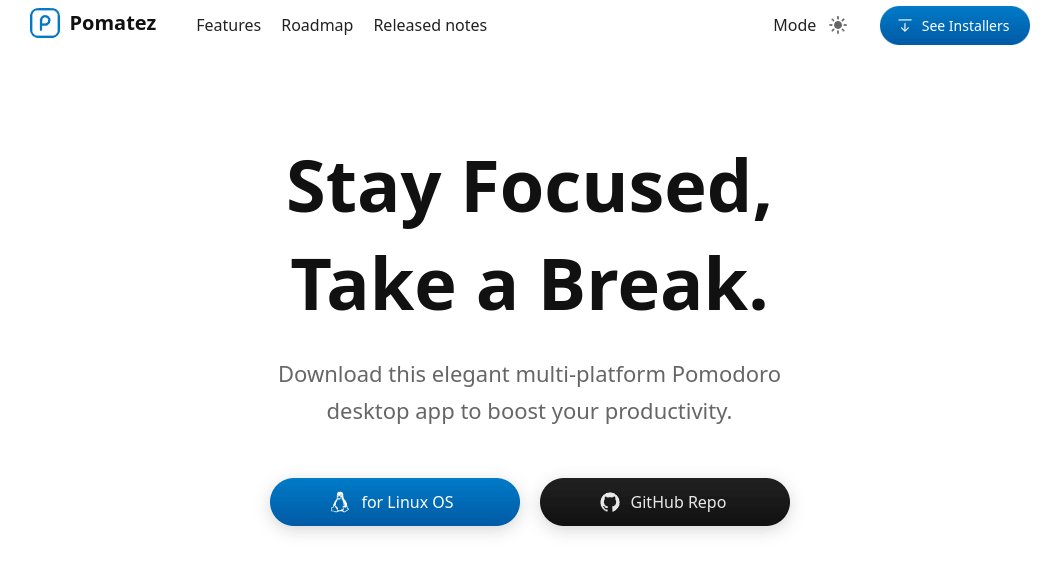 Pomatez
Features
Roadmap
Released notes
Mode
See Installers
Stay Focused,
Take a Break.
Download this elegant multi-platform Pomodoro
desktop app to boost your productivity.
for Linux OS
GitHub Repo